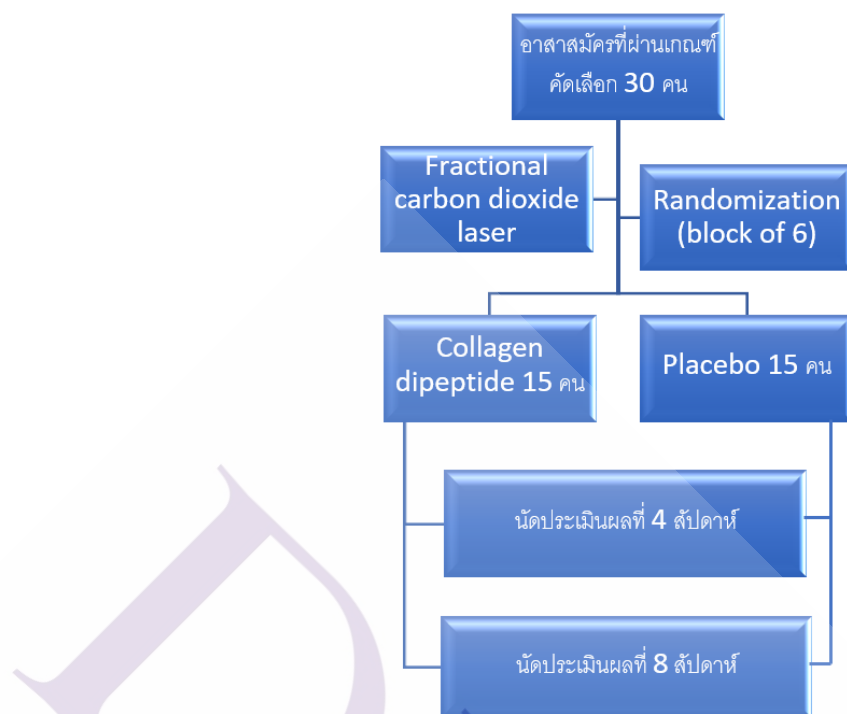 อาสาสมัครที่ผ่านเกณฑ์
คัดเลือก 30 คน
Fractional
carbon dioxide
laser
Randomization
(block of 6)
Collagen
dipeptide 15 คน
Placebo 15 คน
นัดประเมินผลที่ 4 สัปดาห์
นัดประเมินผลที่ 8 สัปดาห์